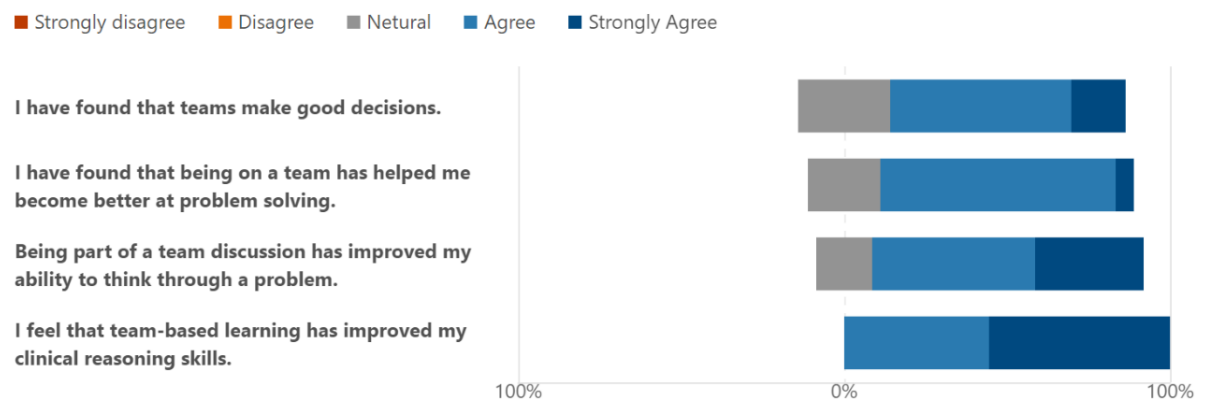 Strongly disagree Disagree Netural Agree Strongly Agree
I have found that teams make good decisions.
I have found that being on a team has helped me
become better at problem solving.
Being part of a team discussion has improved my
ability to think through a problem.
I feel that team-based learning has improved my
clinical reasoning skills.
100% 0% 100%